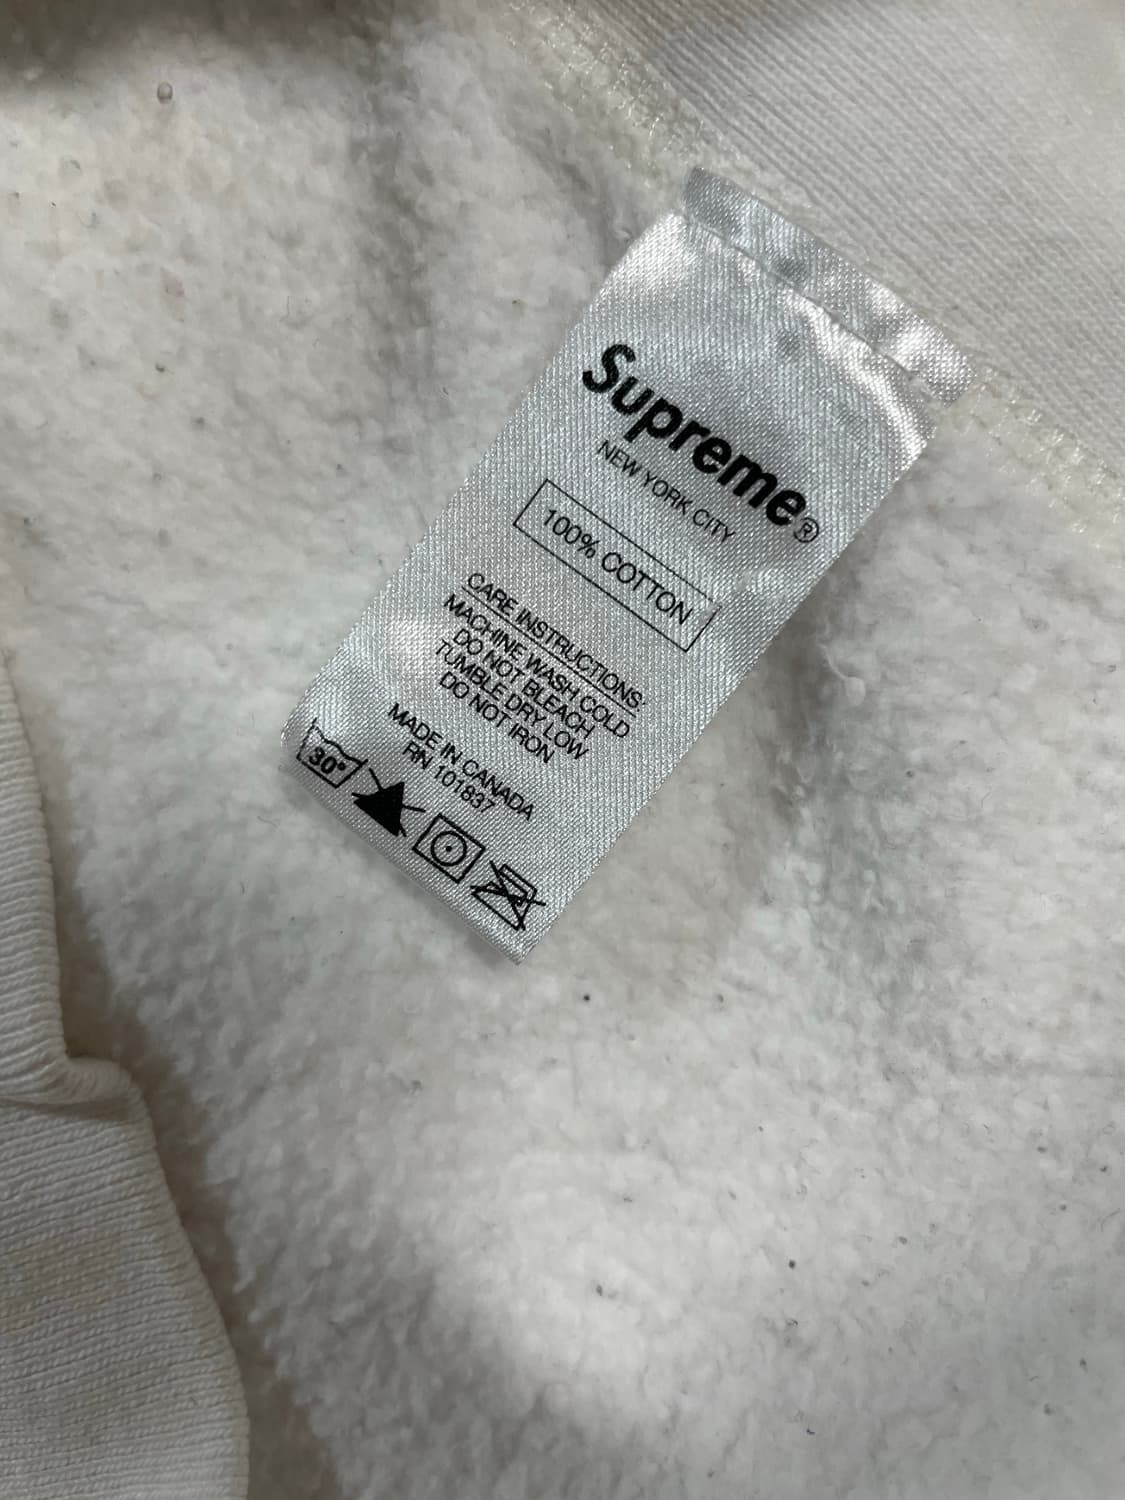 Supreme®
NEW YORK CITY
100% COTTON
CARE INSTRUCTIONS:
MACHINE WASH COLD
DO NOT BLEACH
TUMBLE DRY LOW
DO NOT IRON
MADE IN CANADA
RN 101837
30°